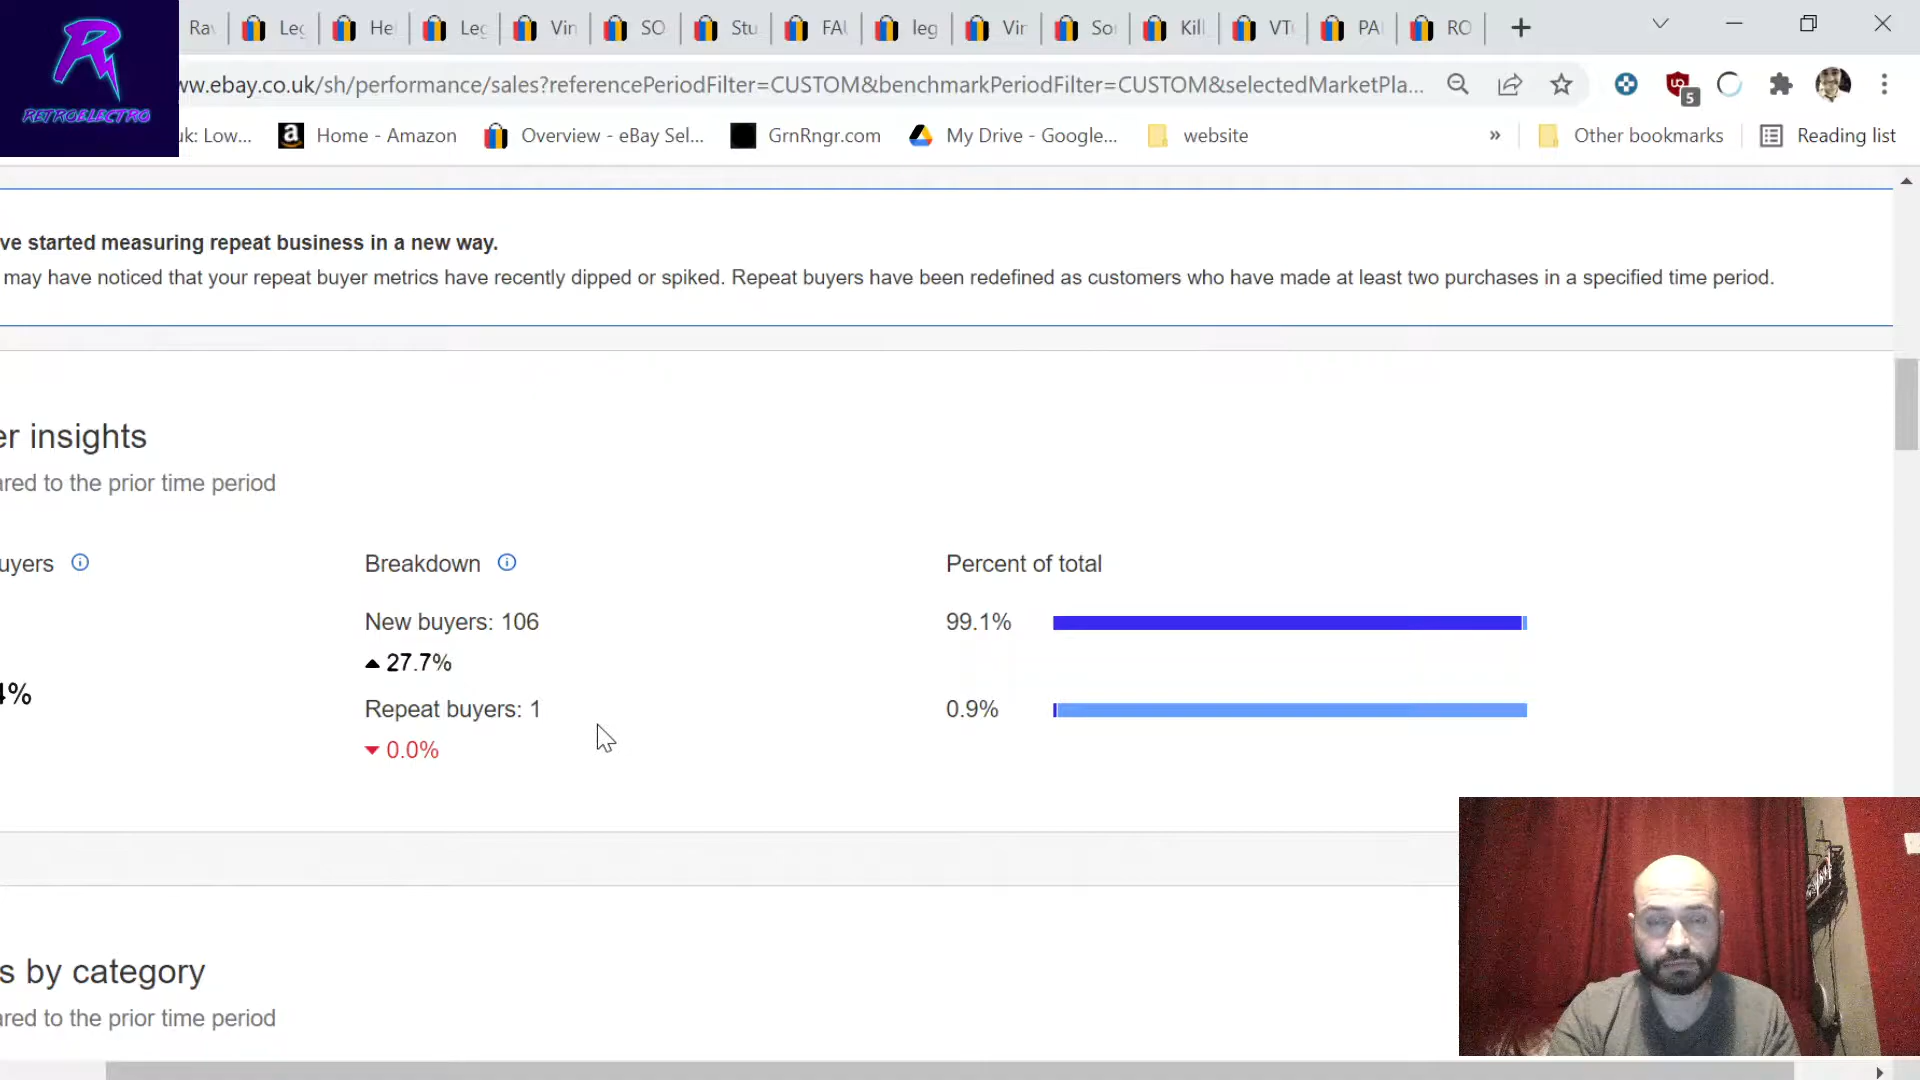 RETROELECTRO
Ra
Leg
He
Leg
Vin
SO
Stu
FAU
leg
Vir
So
Kill
VT
PA
RO
ww.ebay.co.uk/sh/performance/sales?referencePeriodFilter=CUSTOM&benchmarkPeriodFilter=CUSTOM&selectedMarketPla...
5
uk: Low...
Home - Amazon
Overview - eBay Sel...
GrnRngr.com
My Drive - Google...
website
»
Other bookmarks
Reading list
ve started measuring repeat business in a new way.
may have noticed that your repeat buyer metrics have recently dipped or spiked. Repeat buyers have been redefined as customers who have made at least two purchases in a specified time period.
er insights
ared to the prior time period
uyers
Breakdown
Percent of total
New buyers: 106
99.1%
27.7%
4%
Repeat buyers: 1
0.9%
0.0%
s by category
ared to the prior time period